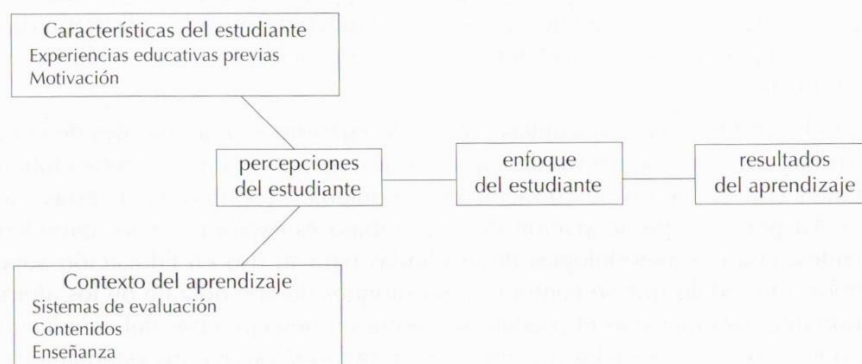 Características del estudiante
Experiencias educativas previas
Motivación
percepciones
del estudiante
enfoque
del estudiante
resultados
del aprendizaje
Contexto del aprendizaje
Sistemas de evaluación
Contenidos
Enseñanza